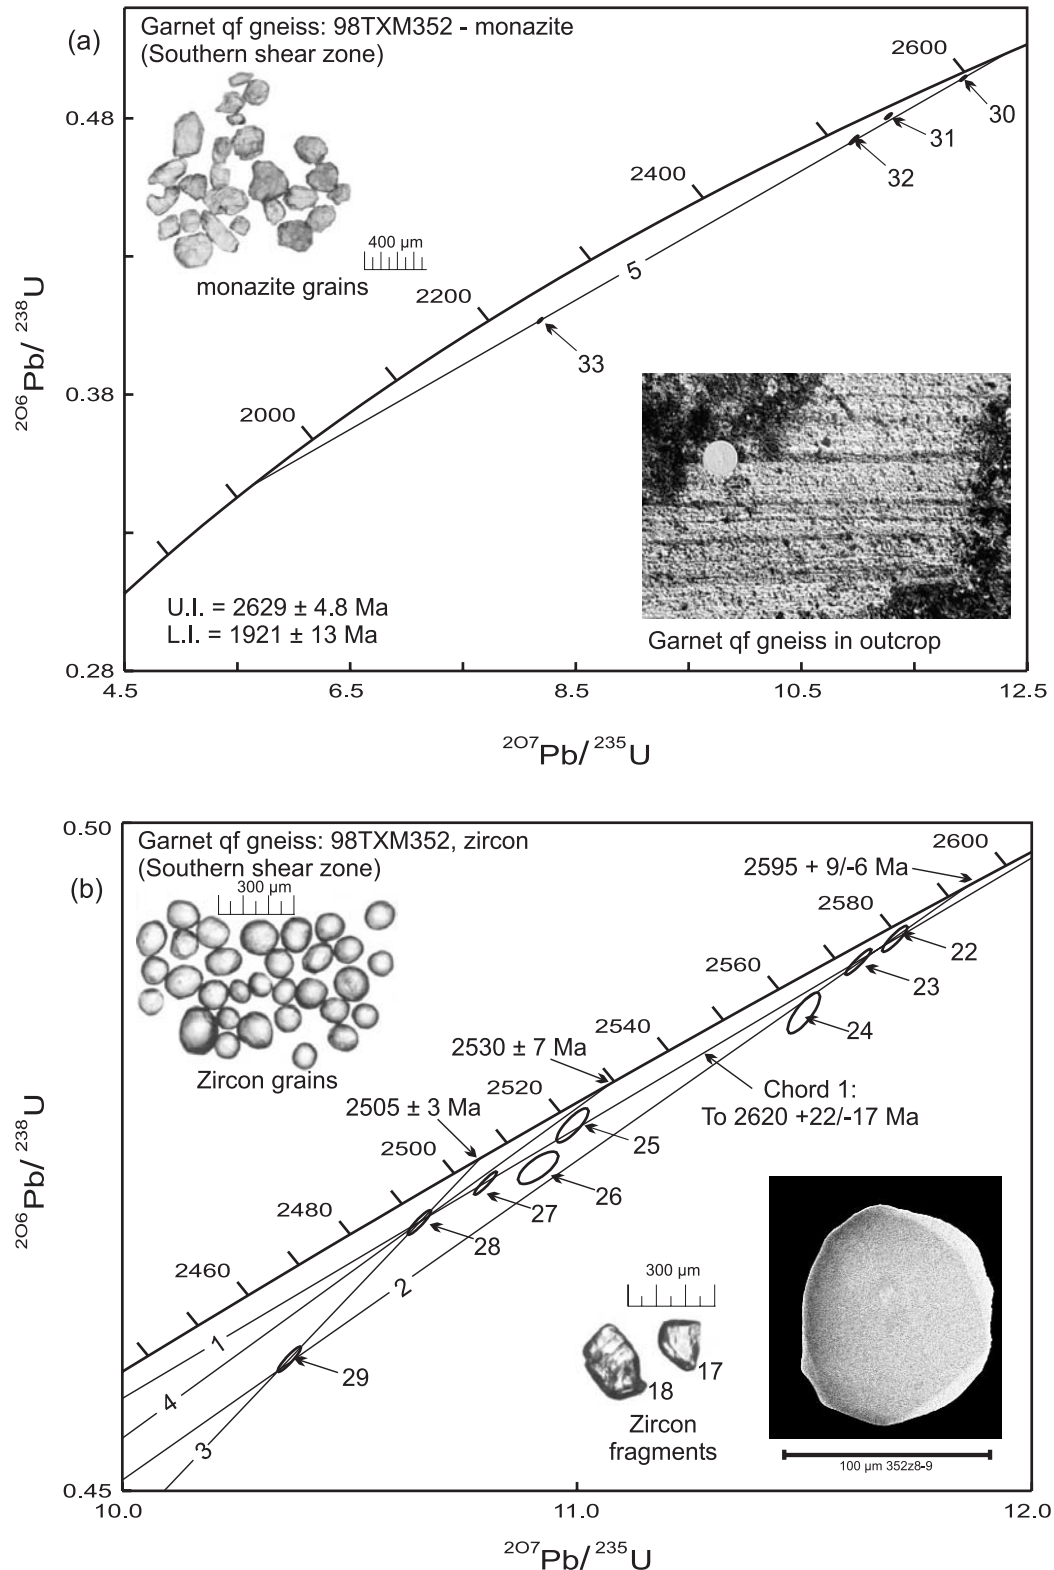 (a)
Garnet qf gneiss: 98TXM352 - monazite
(Southern shear zone)
2600
30
0.48
31
32
2400
400 µm
5
monazite grains
2200
33
0.38
2000
²⁰⁶Pb/ ²³⁸U
U.I. = 2629 ± 4.8 Ma
L.I. = 1921 ± 13 Ma
Garnet qf gneiss in outcrop
0.28
4.5
6.5
8.5
10.5
12.5
²⁰⁷Pb/ ²³⁵U
0.50
Garnet qf gneiss: 98TXM352, zircon
(Southern shear zone)
(b)
300 µm
2600
2595 + 9/-6 Ma
2580
22
2560
23
2540
24
2530 ± 7 Ma
Zircon grains
2520
Chord 1:
To 2620 +22/-17 Ma
2505 ± 3 Ma
25
2500
26
27
2480
28
2460
2
300 µm
1
29
4
18
17
3
Zircon
fragments
100 µm 352z8-9
²⁰⁶Pb/ ²³⁸U
0.45
10.0
11.0
12.0
²⁰⁷Pb/ ²³⁵U